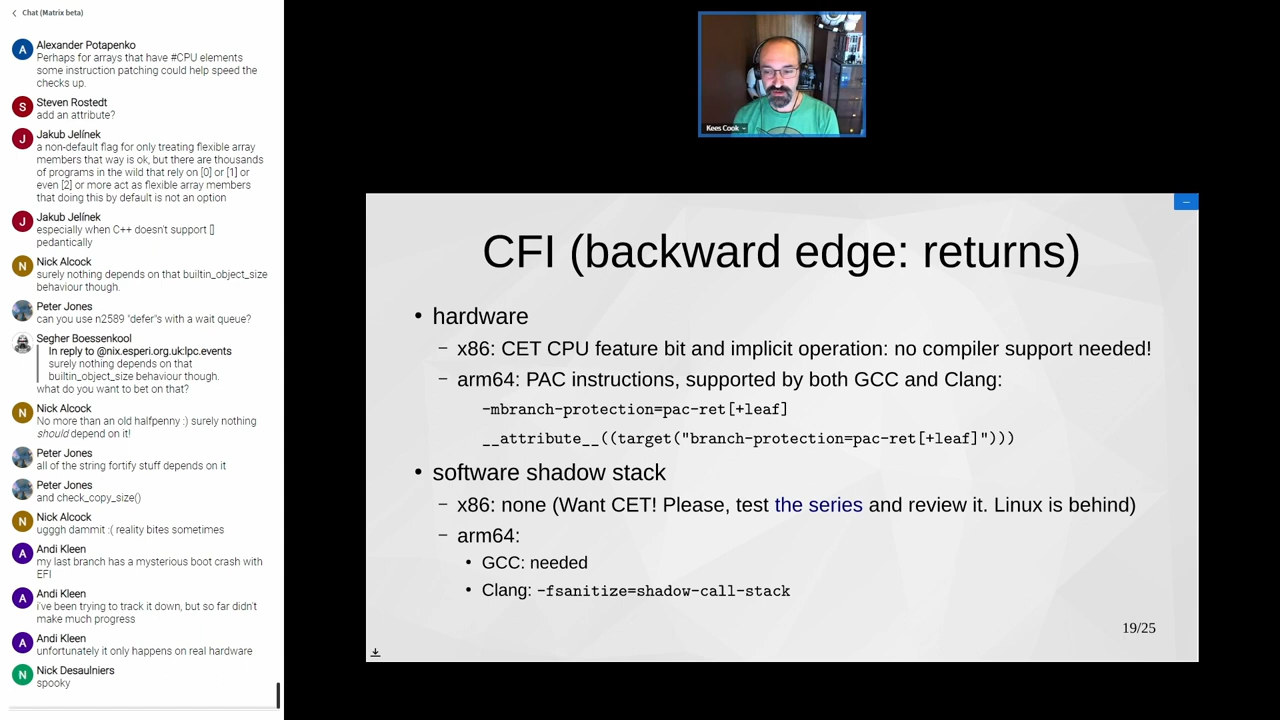 Chat (Matrix beta)
Alexander Potapenko
Perhaps for arrays that have #CPU elements
some instruction patching could help speed the
checks up.
Steven Rostedt
add an attribute?
Jakub Jelínek
a non-default flag for only treating flexible array
members that way is ok, but there are thousands
of programs in the wild that rely on [0] or [1] or
even [2] or more act as flexible array members
that doing this by default is not an option
Jakub Jelínek
especially when C++ doesn't support []
pedantically
Nick Alcock
surely nothing depends on that builtin_object_size
behaviour though.
Peter Jones
can you use n2589 "defer"s with a wait queue?
Segher Boessenkool
In reply to @nix.esperi.org.uk:lpc.events
surely nothing depends on that
builtin_object_size behaviour though.
what do you want to bet on that?
Nick Alcock
No more than an old halfpenny :) surely nothing
should depend on it!
Peter Jones
all of the string fortify stuff depends on it
Peter Jones
and check_copy_size()
Nick Alcock
ugggh dammit :( reality bites sometimes
Andi Kleen
my last branch has a mysterious boot crash with
EFI
Andi Kleen
i've been trying to track it down, but so far didn't
make much progress
Andi Kleen
unfortunately it only happens on real hardware
Nick Desaulniers
spooky
Kees Cook
CFI (backward edge: returns)
• hardware
– x86: CET CPU feature bit and implicit operation: no compiler support needed!
– arm64: PAC instructions, supported by both GCC and Clang:
-mbranch-protection=pac-ret[+leaf]
__attribute__((target("branch-protection=pac-ret[+leaf]")))
• software shadow stack
– x86: none (Want CET! Please, test the series and review it. Linux is behind)
– arm64:
• GCC: needed
• Clang: -fsanitize=shadow-call-stack
19/25